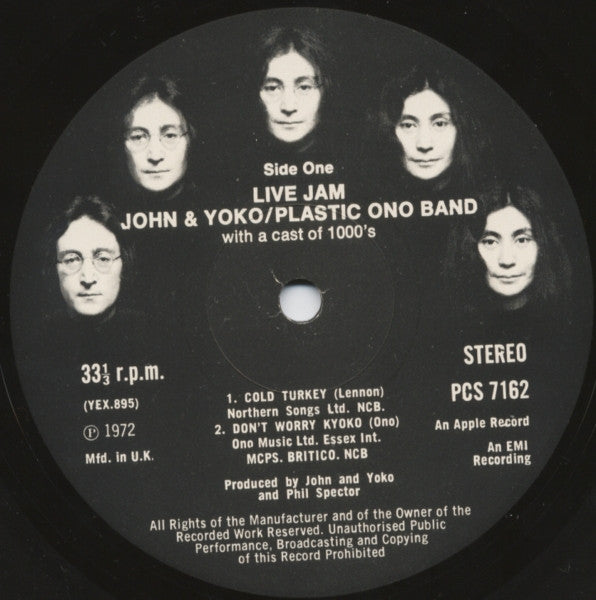 Side One
LIVE JAM
JOHN & YOKO/PLASTIC ONO BAND
with a cast of 1000's
33⅓ r.p.m.
(YEX.895)
Ⓟ 1972
Mfd. in U.K.
STEREO
PCS 7162
An Apple Record
An EMI
Recording
1. COLD TURKEY (Lennon)
Northern Songs Ltd. NCB.
2. DON'T WORRY KYOKO (Ono)
Ono Music Ltd. Essex Int.
MCPS. BRITICO. NCB
Produced by John and Yoko
and Phil Spector
All Rights of the Manufacturer and of the Owner of the
Recorded Work Reserved. Unauthorised Public
Performance, Broadcasting and Copying
of this Record Prohibited